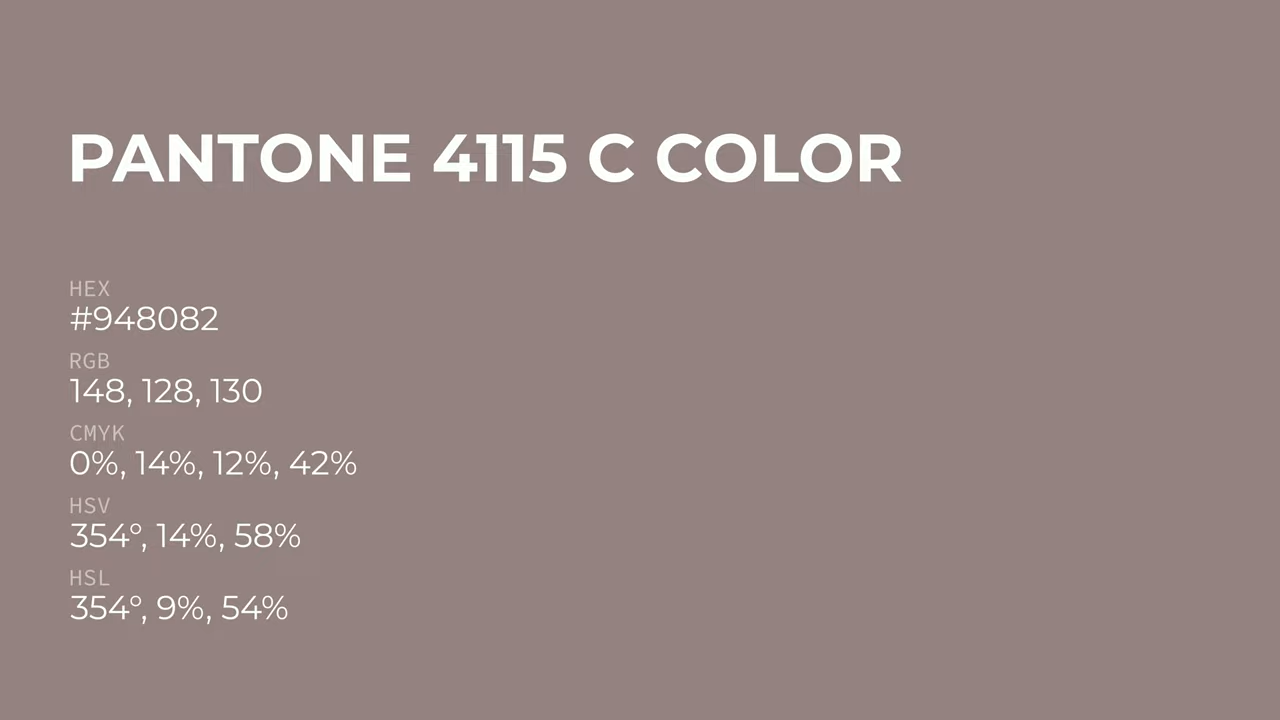 PANTONE 4115 C COLOR
HEX
#948082
RGB
148, 128, 130
CMYK
0%, 14%, 12%, 42%
HSV
354°, 14%, 58%
HSL
354°, 9%, 54%